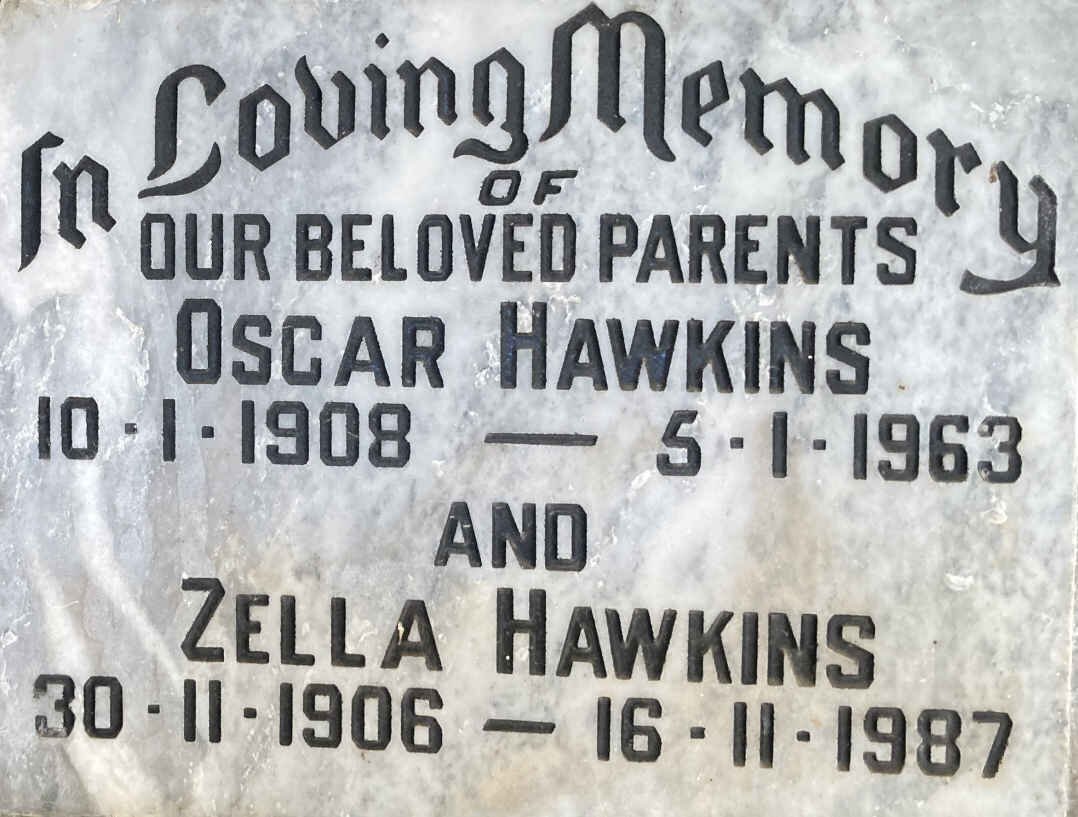 In Loving Memory
OF
OUR BELOVED PARENTS
OSCAR HAWKINS
10·1·1908 — 5·1·1963
AND
ZELLA HAWKINS
30·11·1906 — 16·11·1987